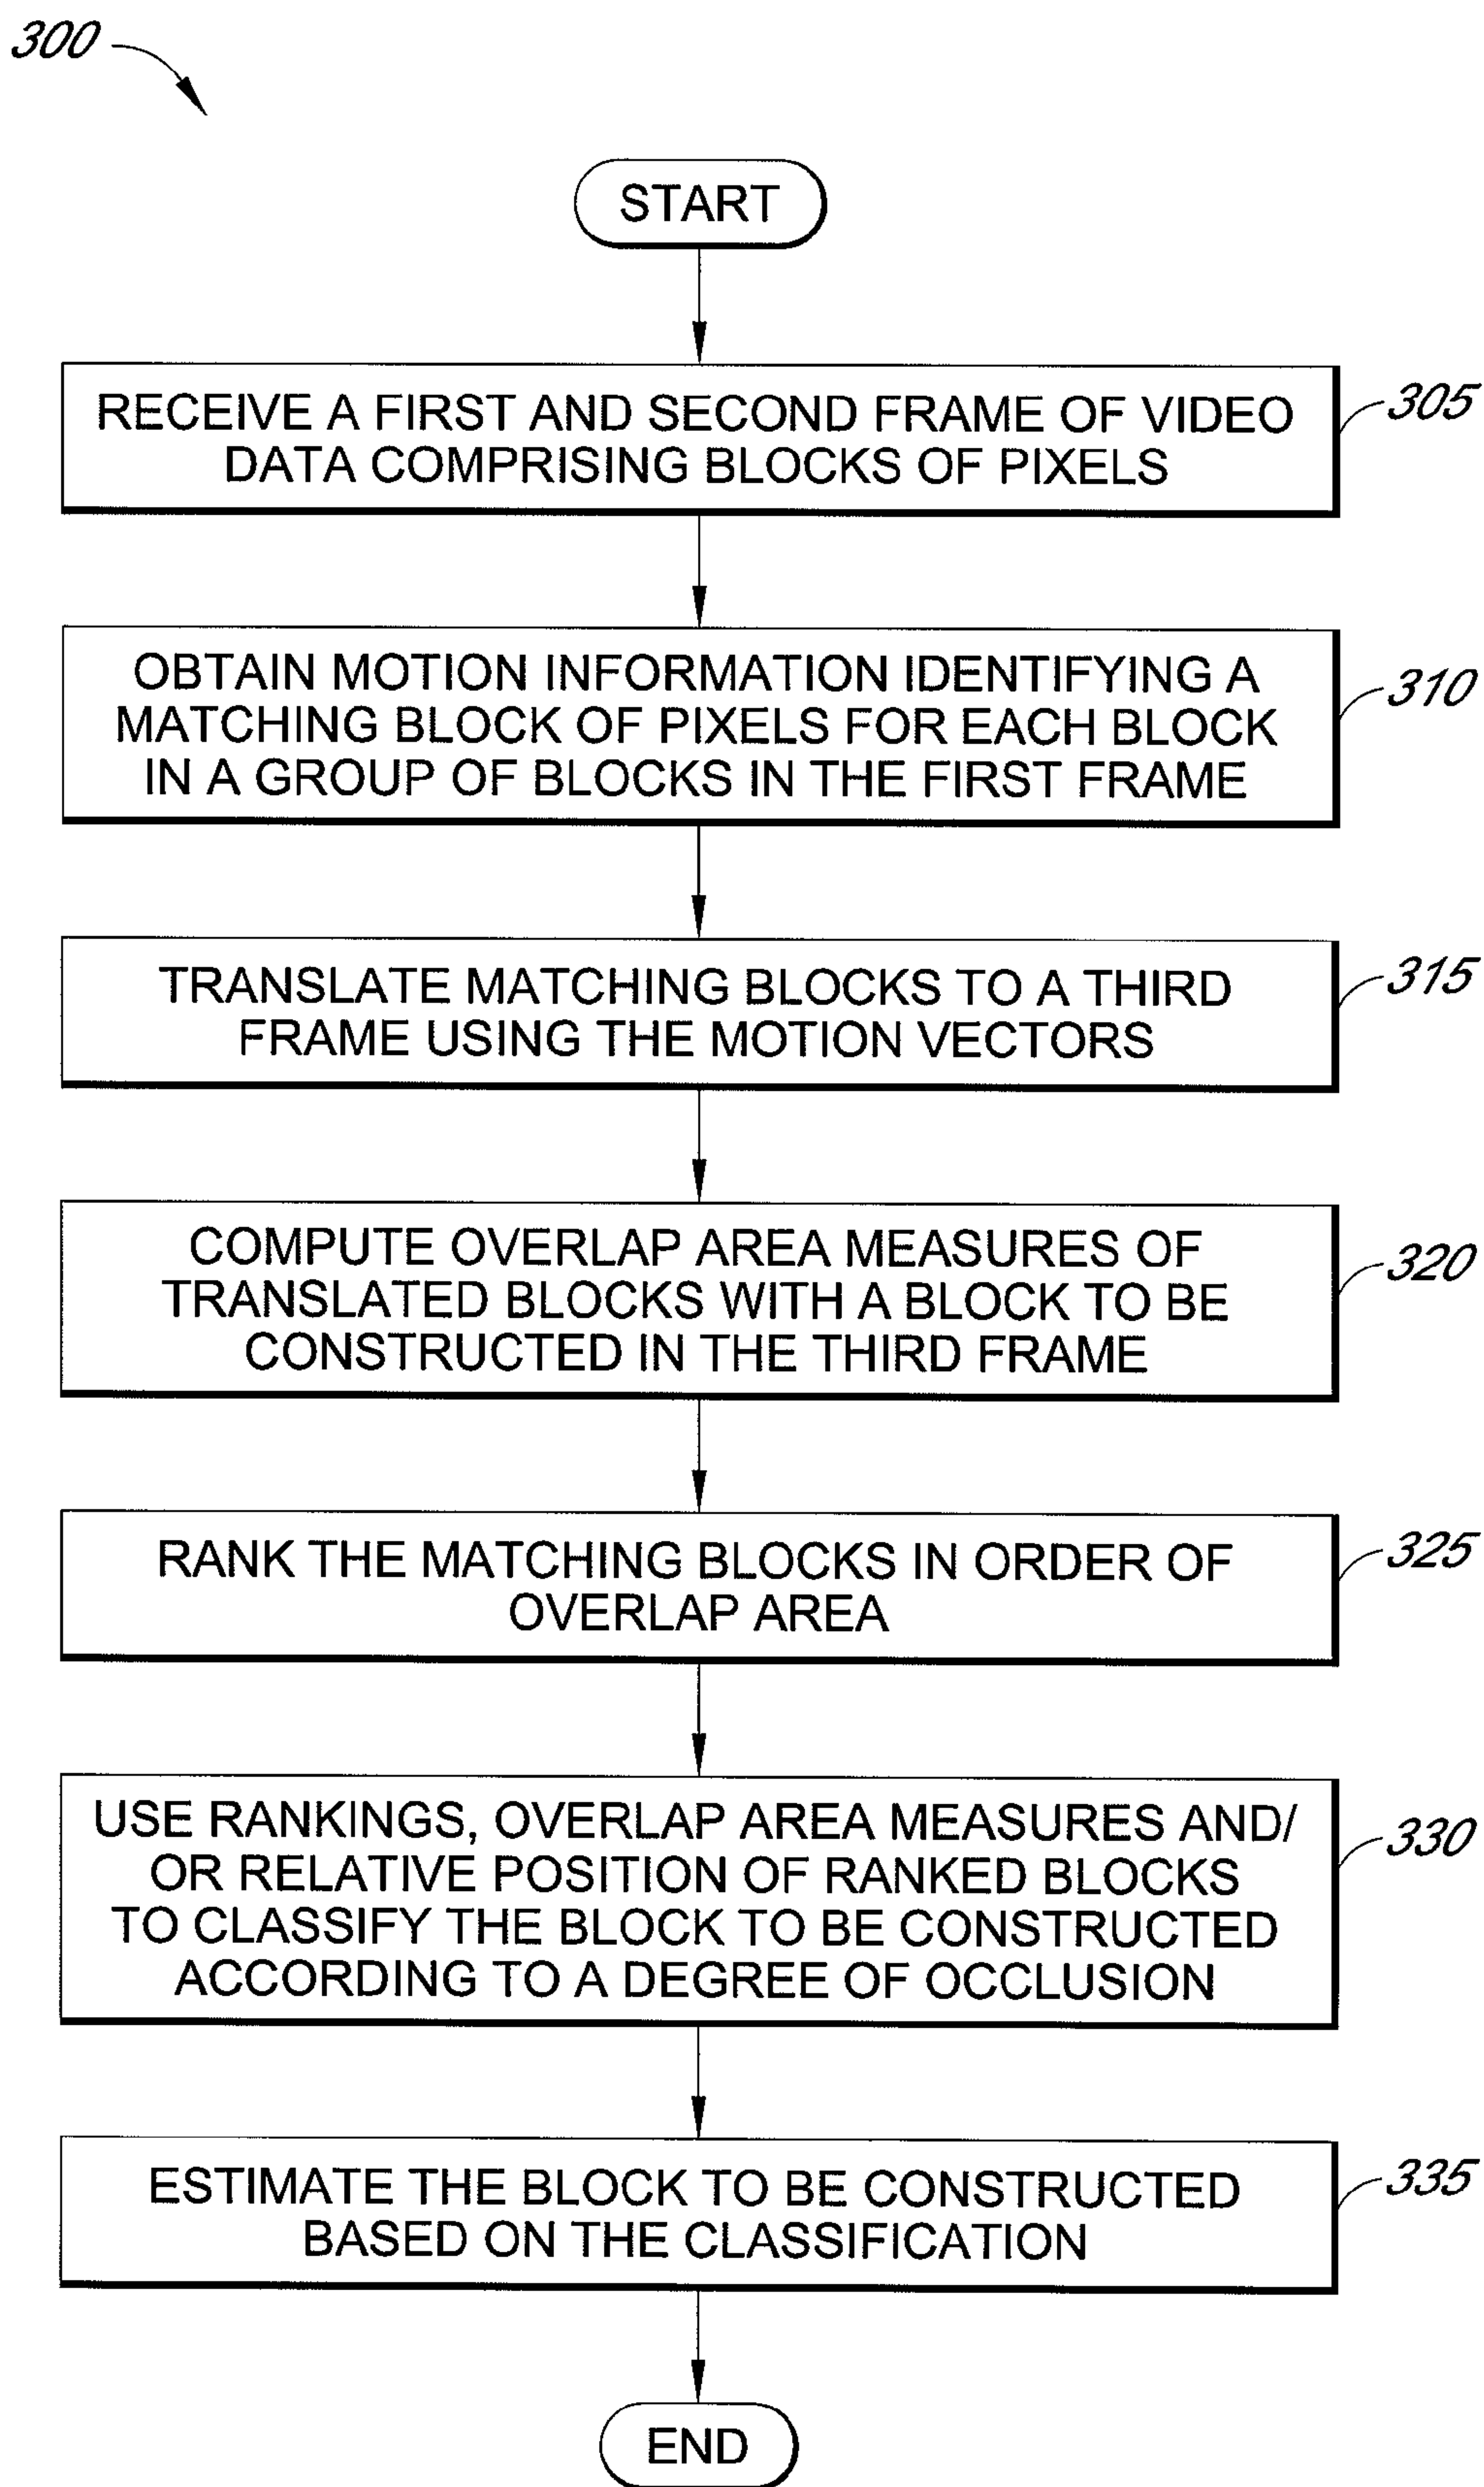 300
START
RECEIVE A FIRST AND SECOND FRAME OF VIDEO
DATA COMPRISING BLOCKS OF PIXELS
305
OBTAIN MOTION INFORMATION IDENTIFYING A
MATCHING BLOCK OF PIXELS FOR EACH BLOCK
IN A GROUP OF BLOCKS IN THE FIRST FRAME
310
TRANSLATE MATCHING BLOCKS TO A THIRD
FRAME USING THE MOTION VECTORS
315
COMPUTE OVERLAP AREA MEASURES OF
TRANSLATED BLOCKS WITH A BLOCK TO BE
CONSTRUCTED IN THE THIRD FRAME
320
RANK THE MATCHING BLOCKS IN ORDER OF
OVERLAP AREA
325
USE RANKINGS, OVERLAP AREA MEASURES AND/
OR RELATIVE POSITION OF RANKED BLOCKS
TO CLASSIFY THE BLOCK TO BE CONSTRUCTED
ACCORDING TO A DEGREE OF OCCLUSION
330
ESTIMATE THE BLOCK TO BE CONSTRUCTED
BASED ON THE CLASSIFICATION
335
END